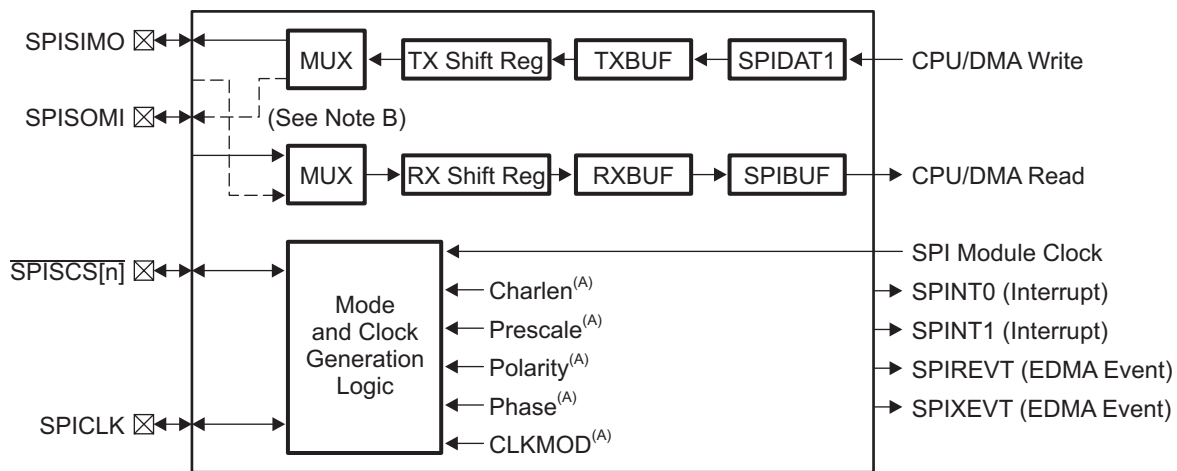 SPISIMO
MUX
TX Shift Reg
TXBUF
SPIDAT1
CPU/DMA Write
SPISOMI
(See Note B)
MUX
RX Shift Reg
RXBUF
SPIBUF
CPU/DMA Read
SPISCS[n]
Mode
and Clock
Generation
Logic
SPI Module Clock
Charlen(A)
SPINT0 (Interrupt)
Prescale(A)
SPINT1 (Interrupt)
Polarity(A)
SPIREVT (EDMA Event)
Phase(A)
SPIXEVT (EDMA Event)
SPICLK
CLKMOD(A)